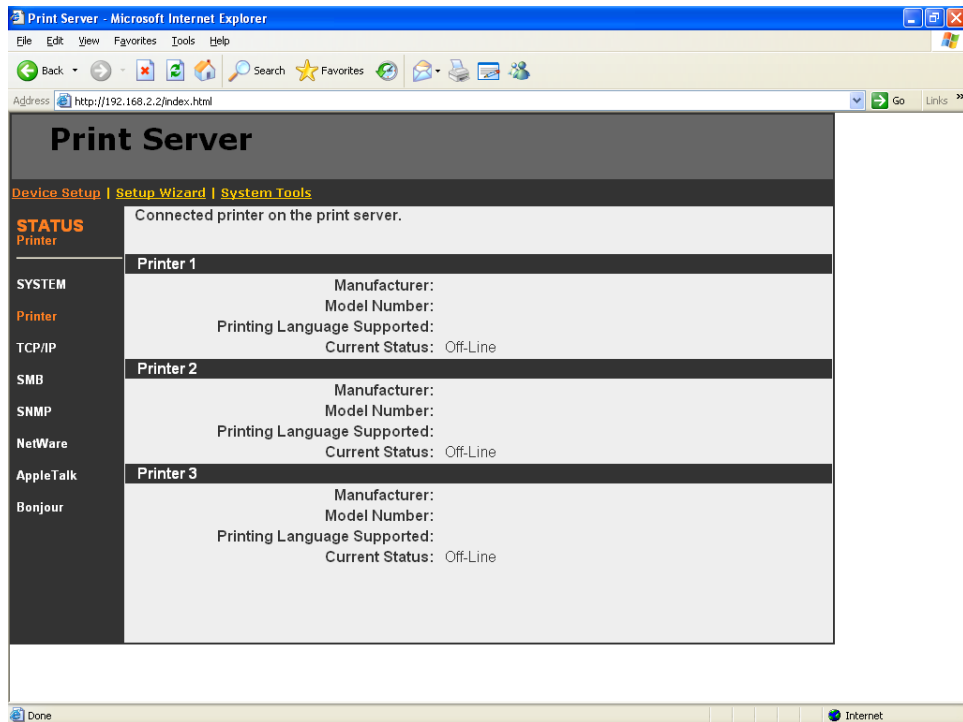 Print Server - Microsoft Internet Explorer
File Edit View Favorites Tools Help
Back Search Favorites
Address http://192.168.2.2/index.html Go Links »
Print Server
Device Setup | Setup Wizard | System Tools
STATUS
Printer
SYSTEM
Printer
TCP/IP
SMB
SNMP
NetWare
AppleTalk
Bonjour
Connected printer on the print server.
Printer 1
Manufacturer:
Model Number:
Printing Language Supported:
Current Status: Off-Line
Printer 2
Manufacturer:
Model Number:
Printing Language Supported:
Current Status: Off-Line
Printer 3
Manufacturer:
Model Number:
Printing Language Supported:
Current Status: Off-Line
Done Internet